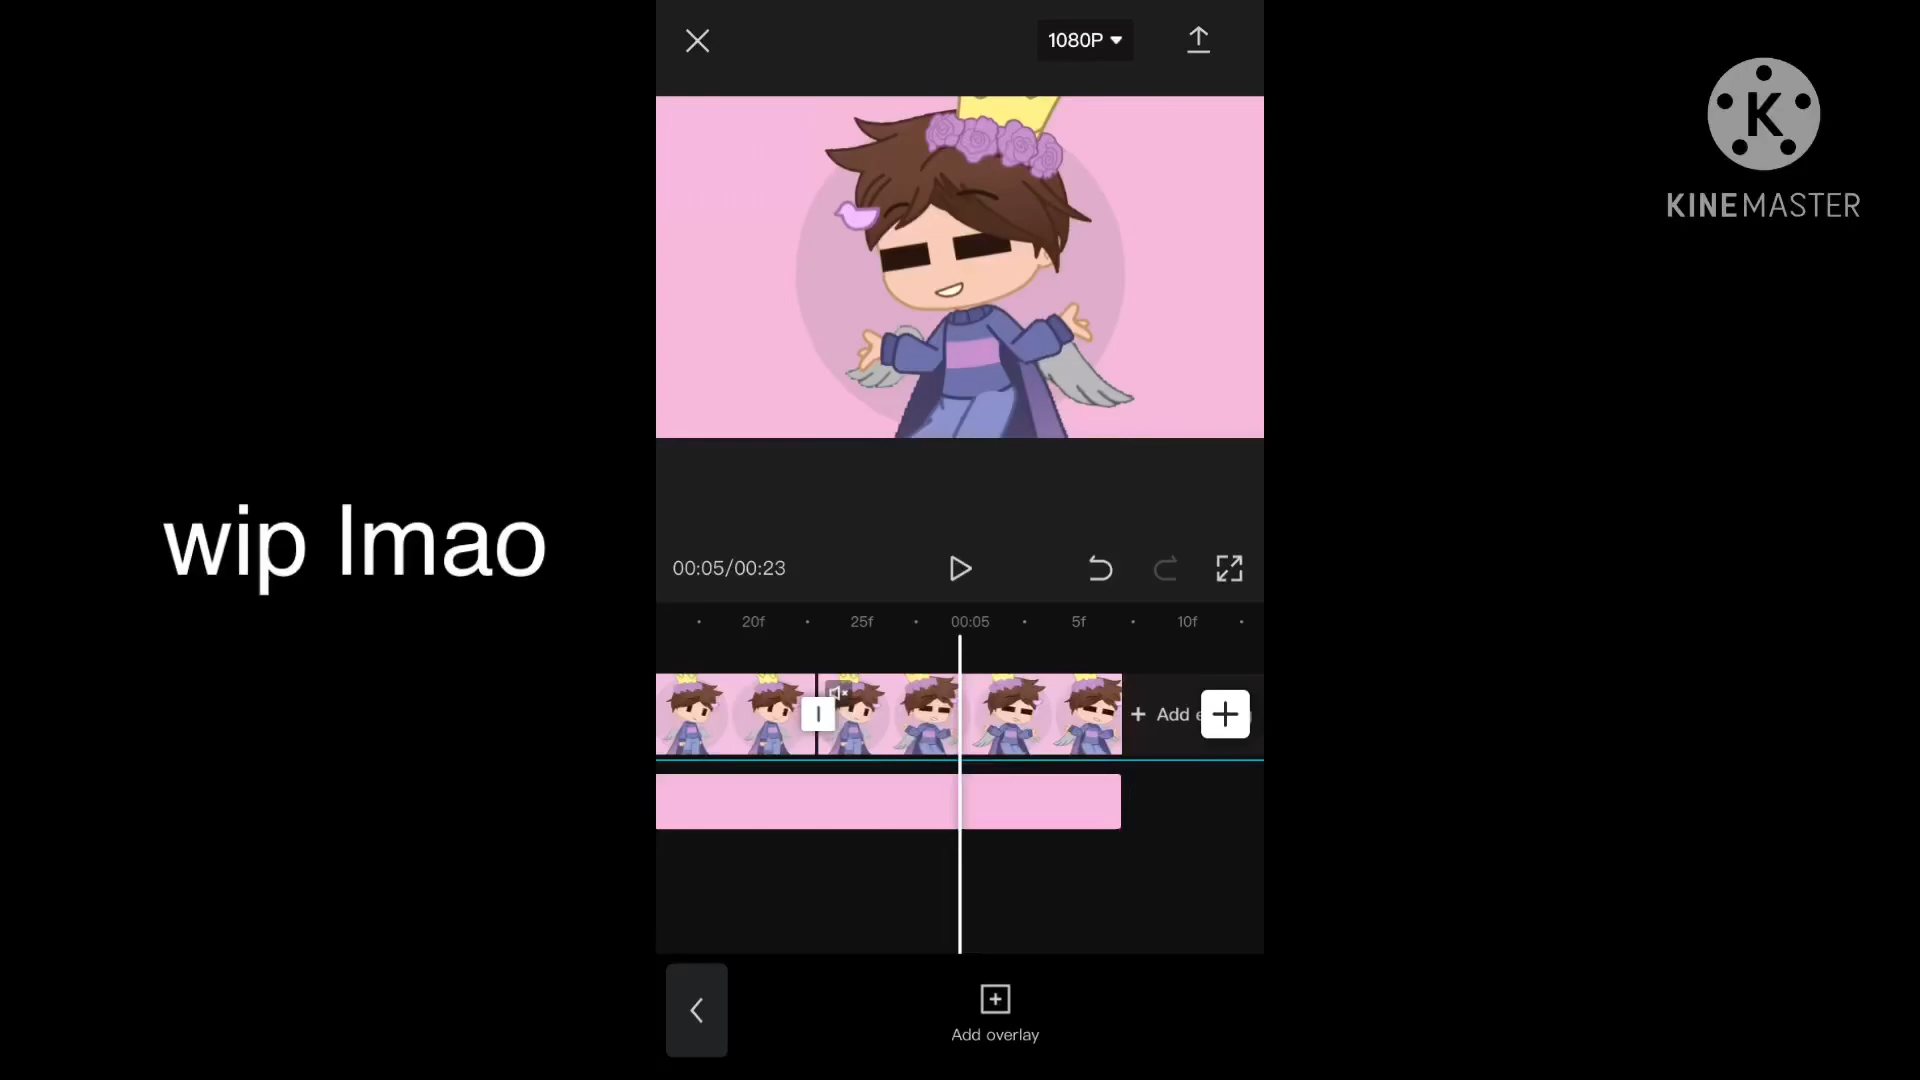 1080P
K
KINEMASTER
wip lmao
00:05/00:23
20f 25f 00:05 5f 10f
+ Add e
Add overlay